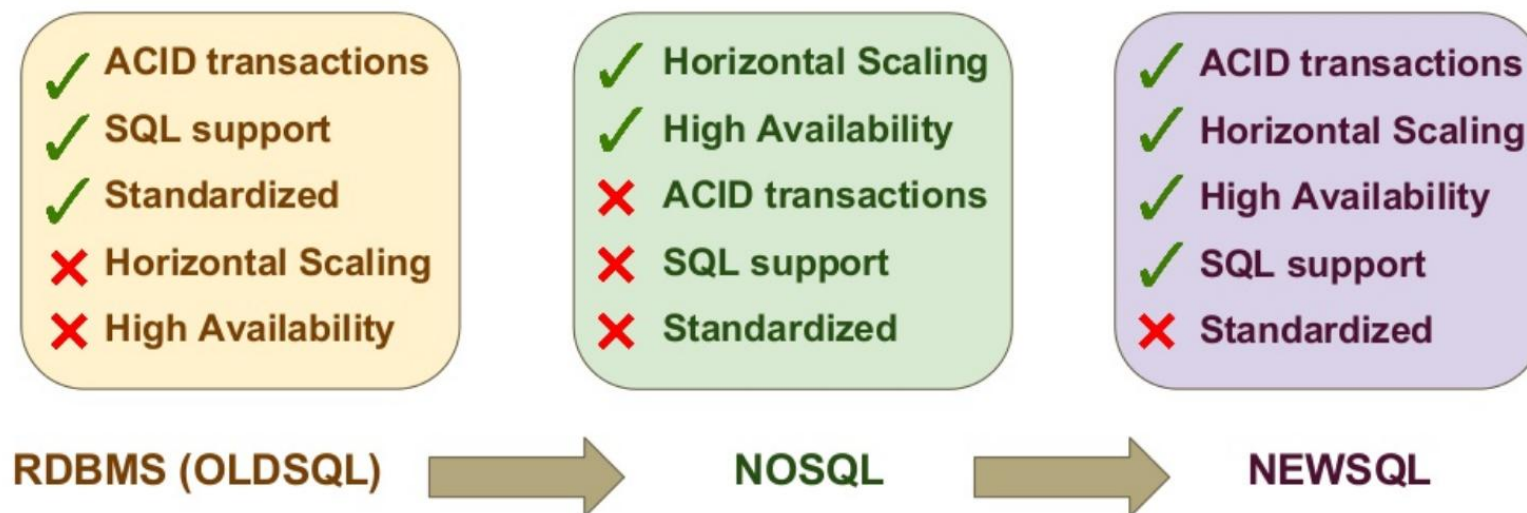 ACID transactions
SQL support
Standardized
Horizontal Scaling
High Availability
Horizontal Scaling
High Availability
ACID transactions
SQL support
Standardized
ACID transactions
Horizontal Scaling
High Availability
SQL support
Standardized
RDBMS (OLDSQL)
NOSQL
NEWSQL